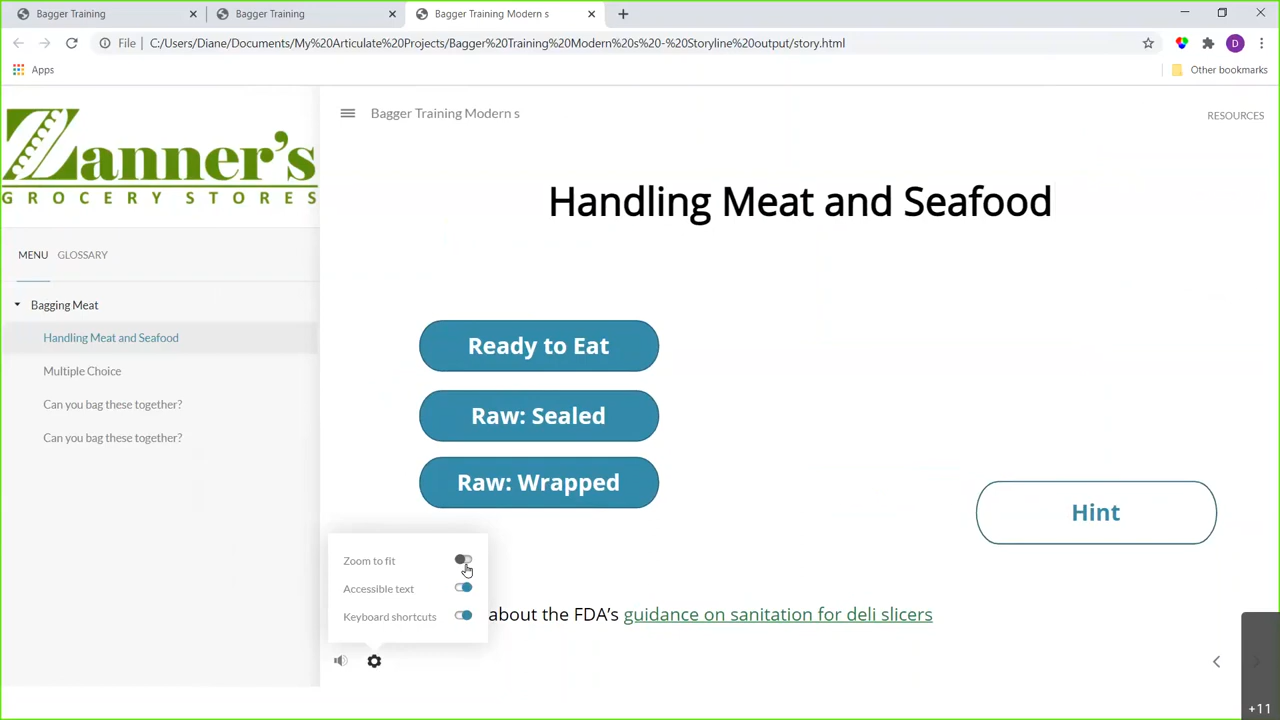 Bagger Training
Bagger Training
Bagger Training Modern s
File
C:/Users/Diane/Documents/My%20Articulate%20Projects/Bagger%20Training%20Modern%20s%20-%20Storyline%20output/story.html
D
Apps
Other bookmarks
Zanner's
GROCERY STORES
Bagger Training Modern s
RESOURCES
MENU
GLOSSARY
Bagging Meat
Handling Meat and Seafood
Multiple Choice
Can you bag these together?
Can you bag these together?
Handling Meat and Seafood
Ready to Eat
Raw: Sealed
Raw: Wrapped
Hint
Zoom to fit
Accessible text
Keyboard shortcuts
about the FDA's guidance on sanitation for deli slicers
+11